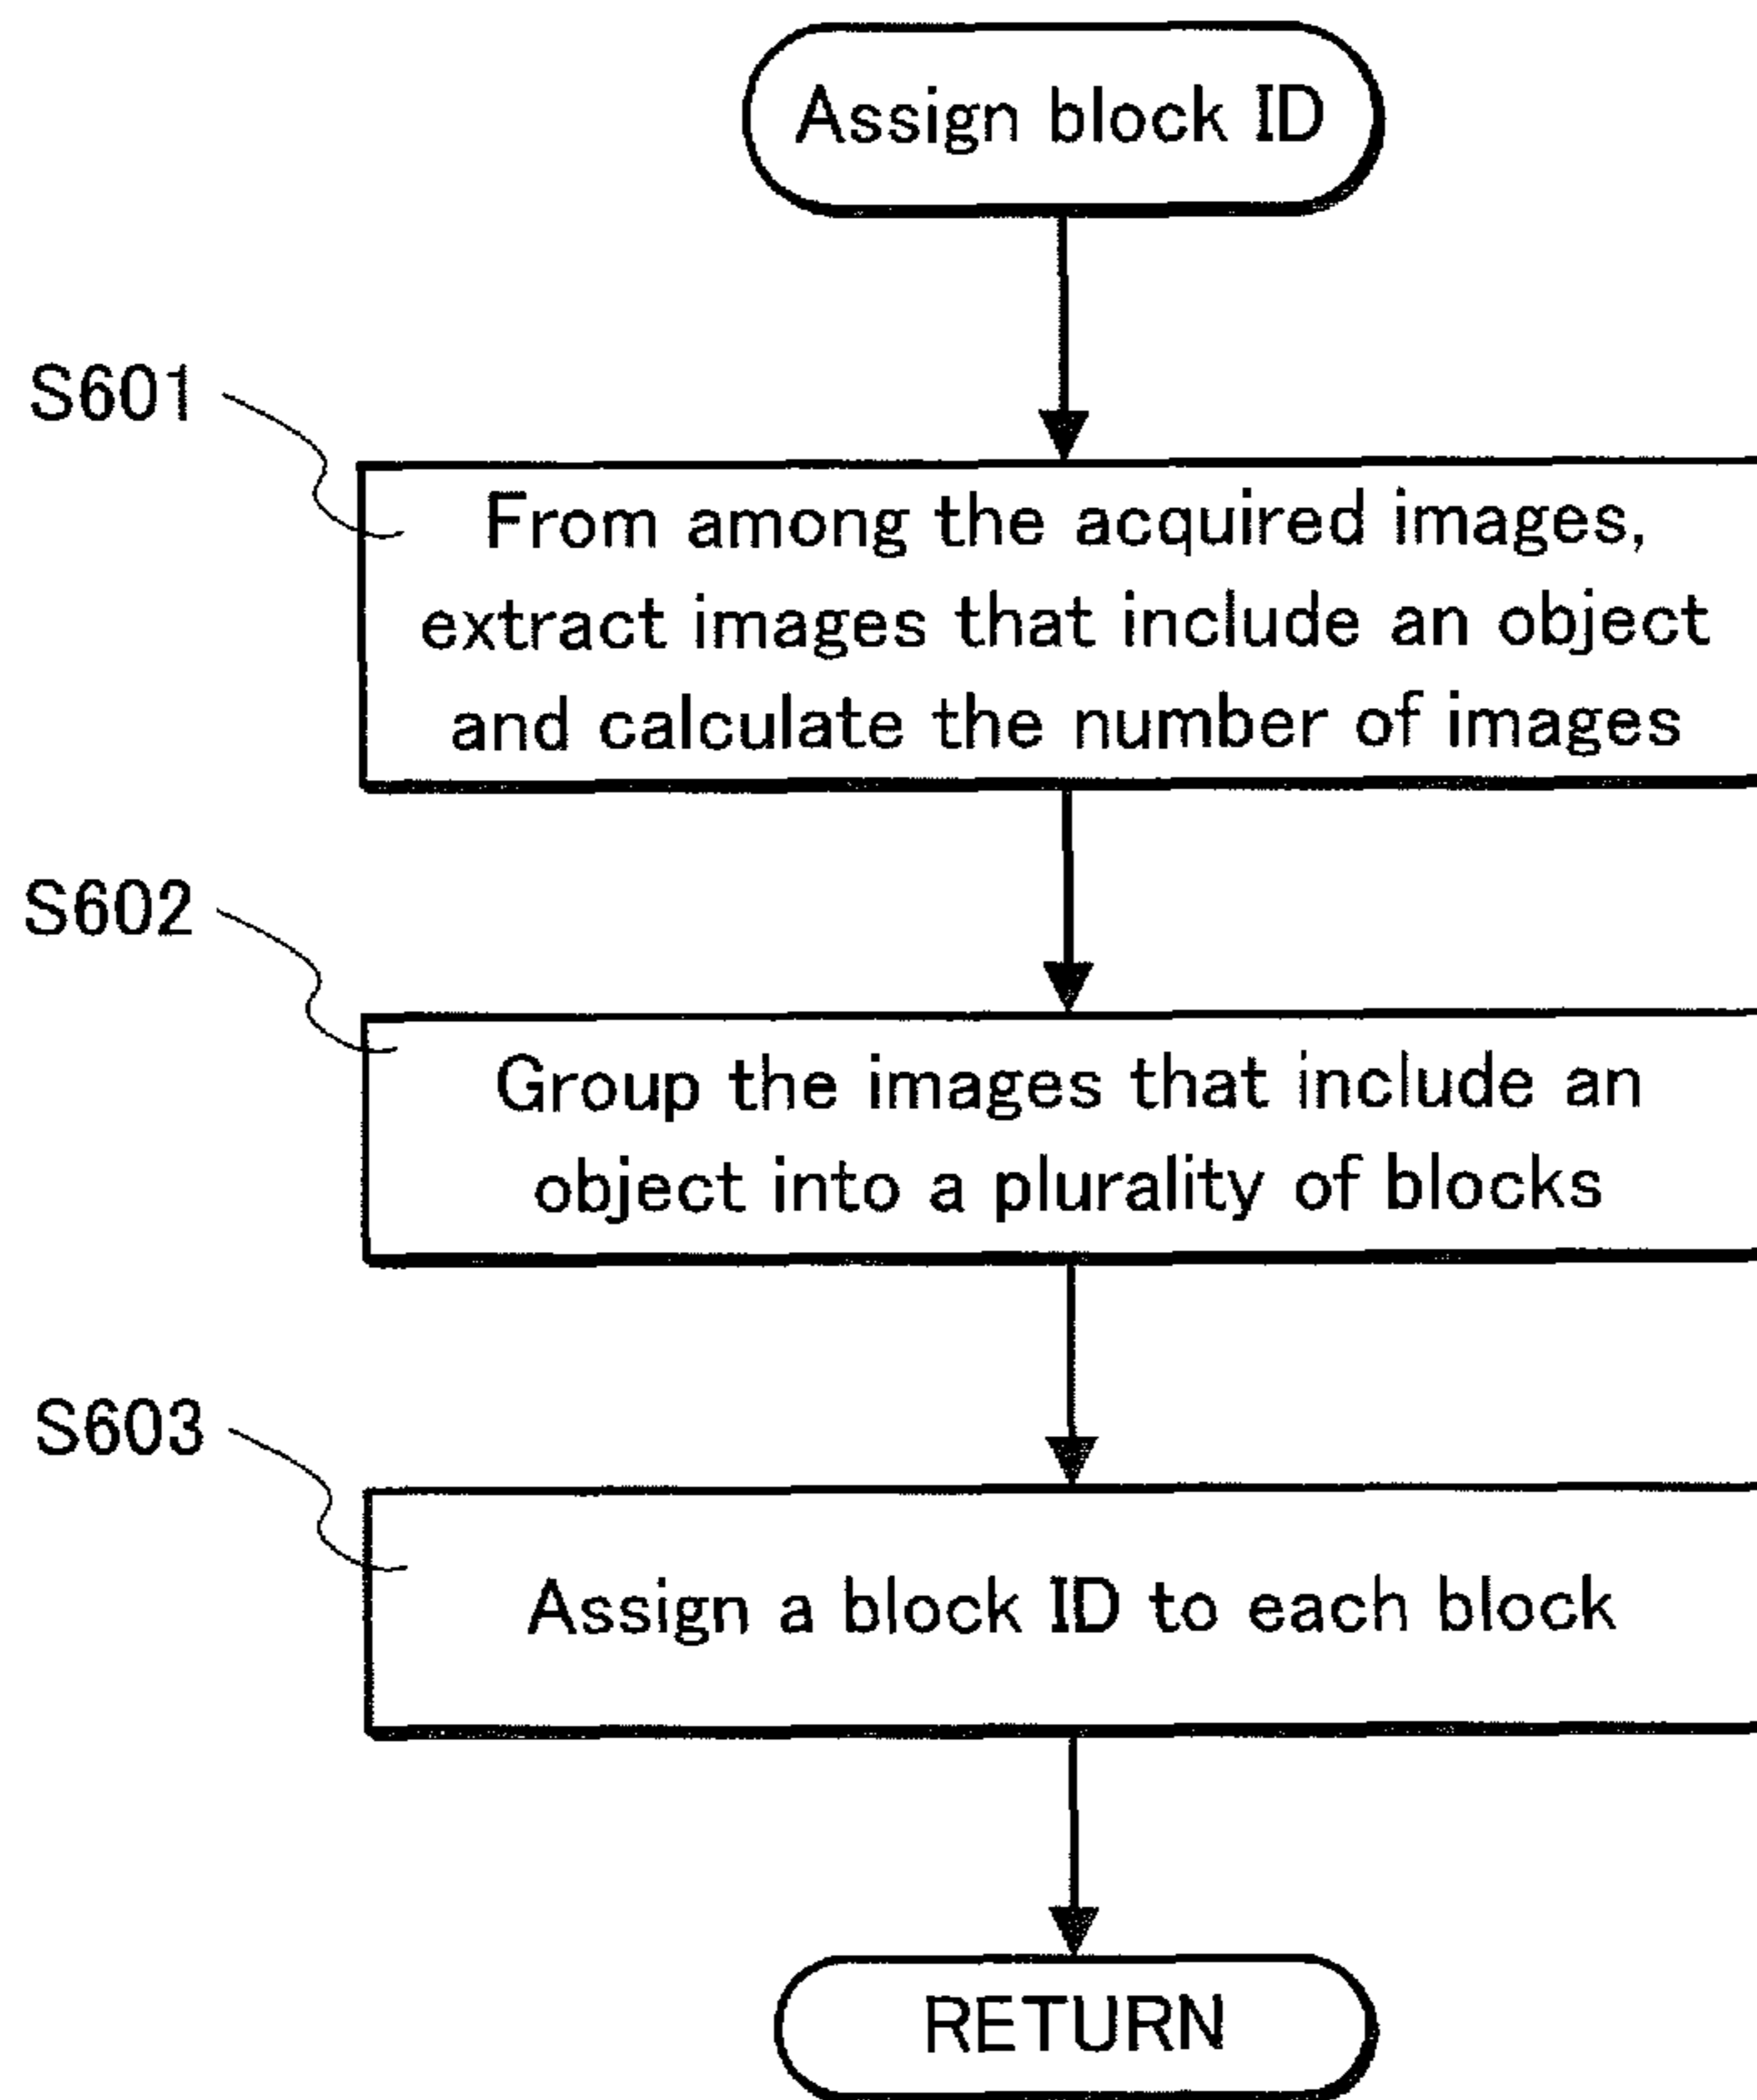 Assign block ID
S601
From among the acquired images,
extract images that include an object
and calculate the number of images
S602
Group the images that include an
object into a plurality of blocks
S603
Assign a block ID to each block
RETURN